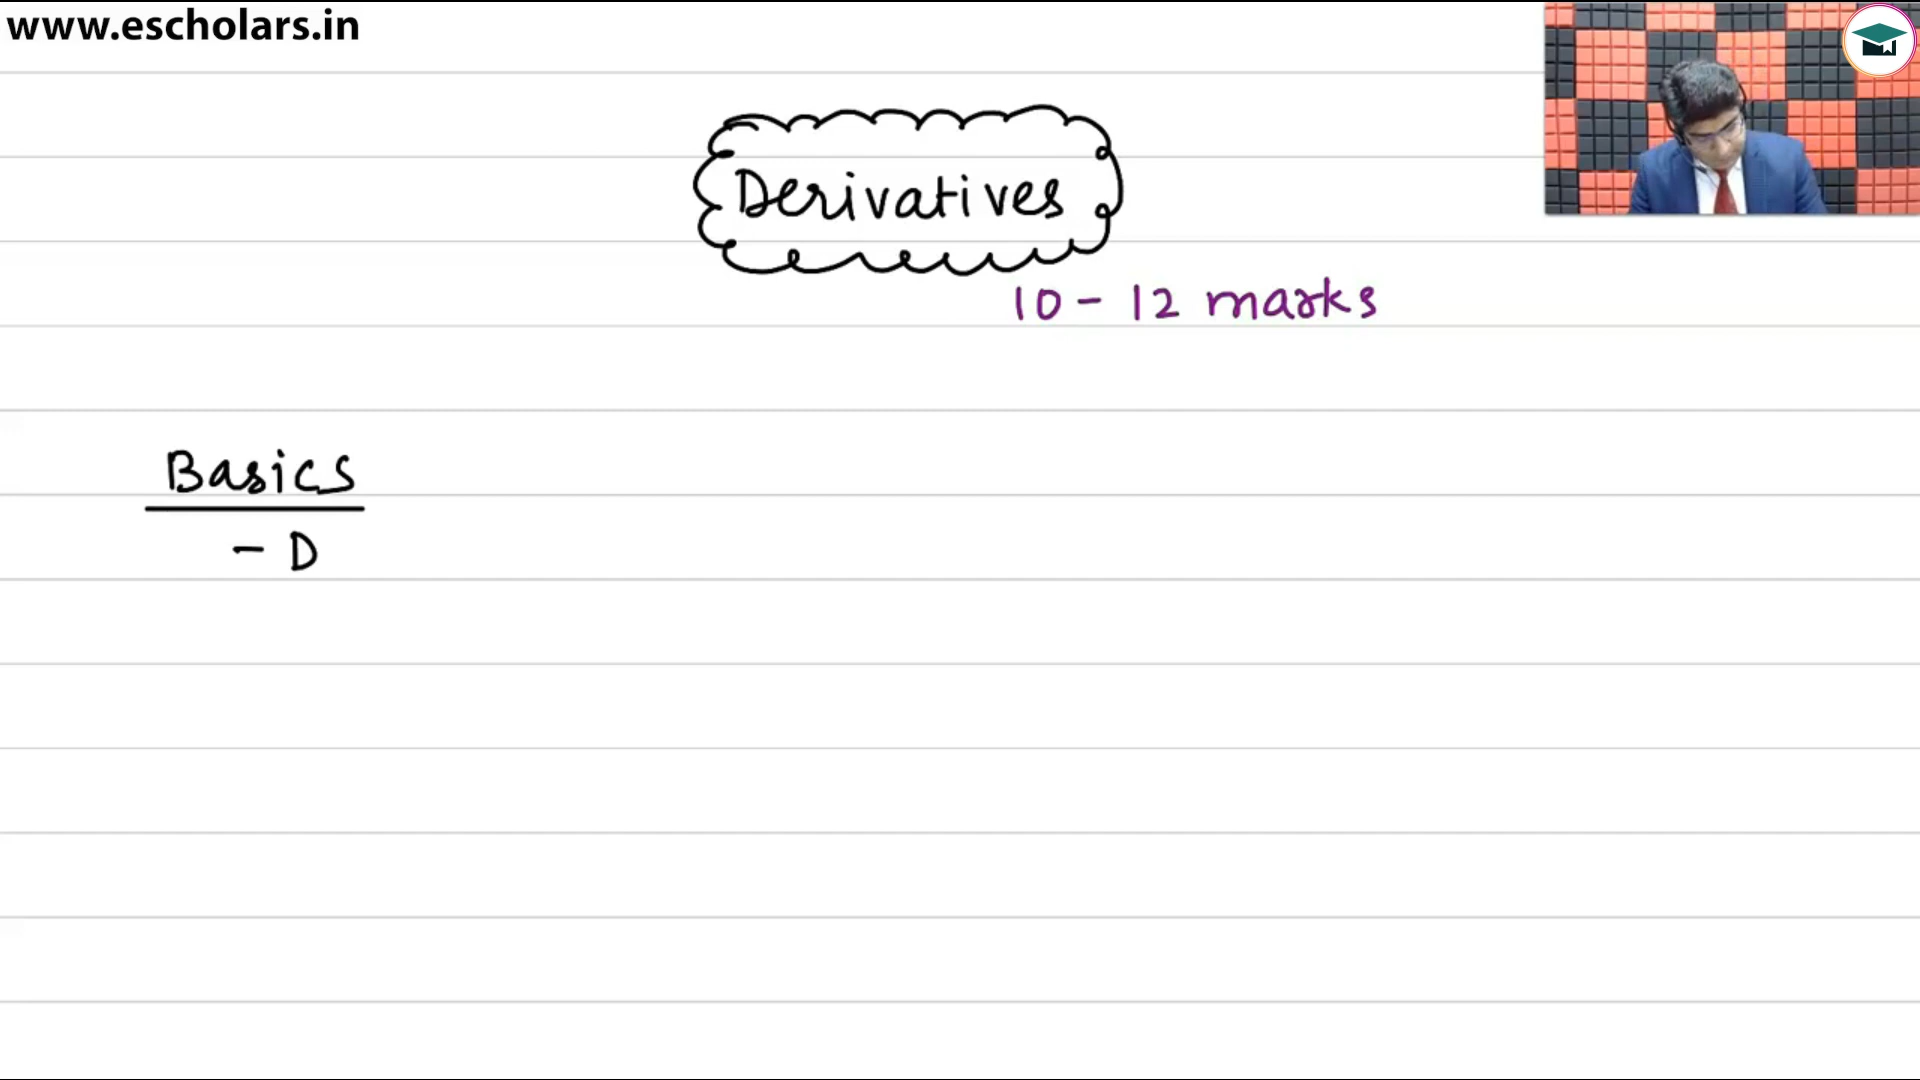 www.escholars.in
Derivatives
10 - 12 marks
Basics
- D